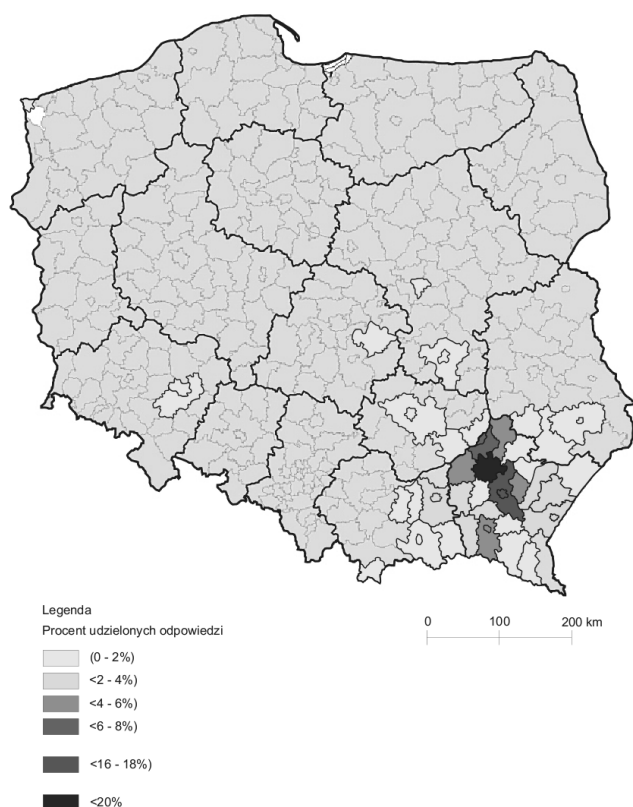 Legenda
Procent udzielonych odpowiedzi
0 100 200 km
(0 - 2%)
<2 - 4%)
<4 - 6%)
<6 - 8%)
<16 - 18%)
<20%